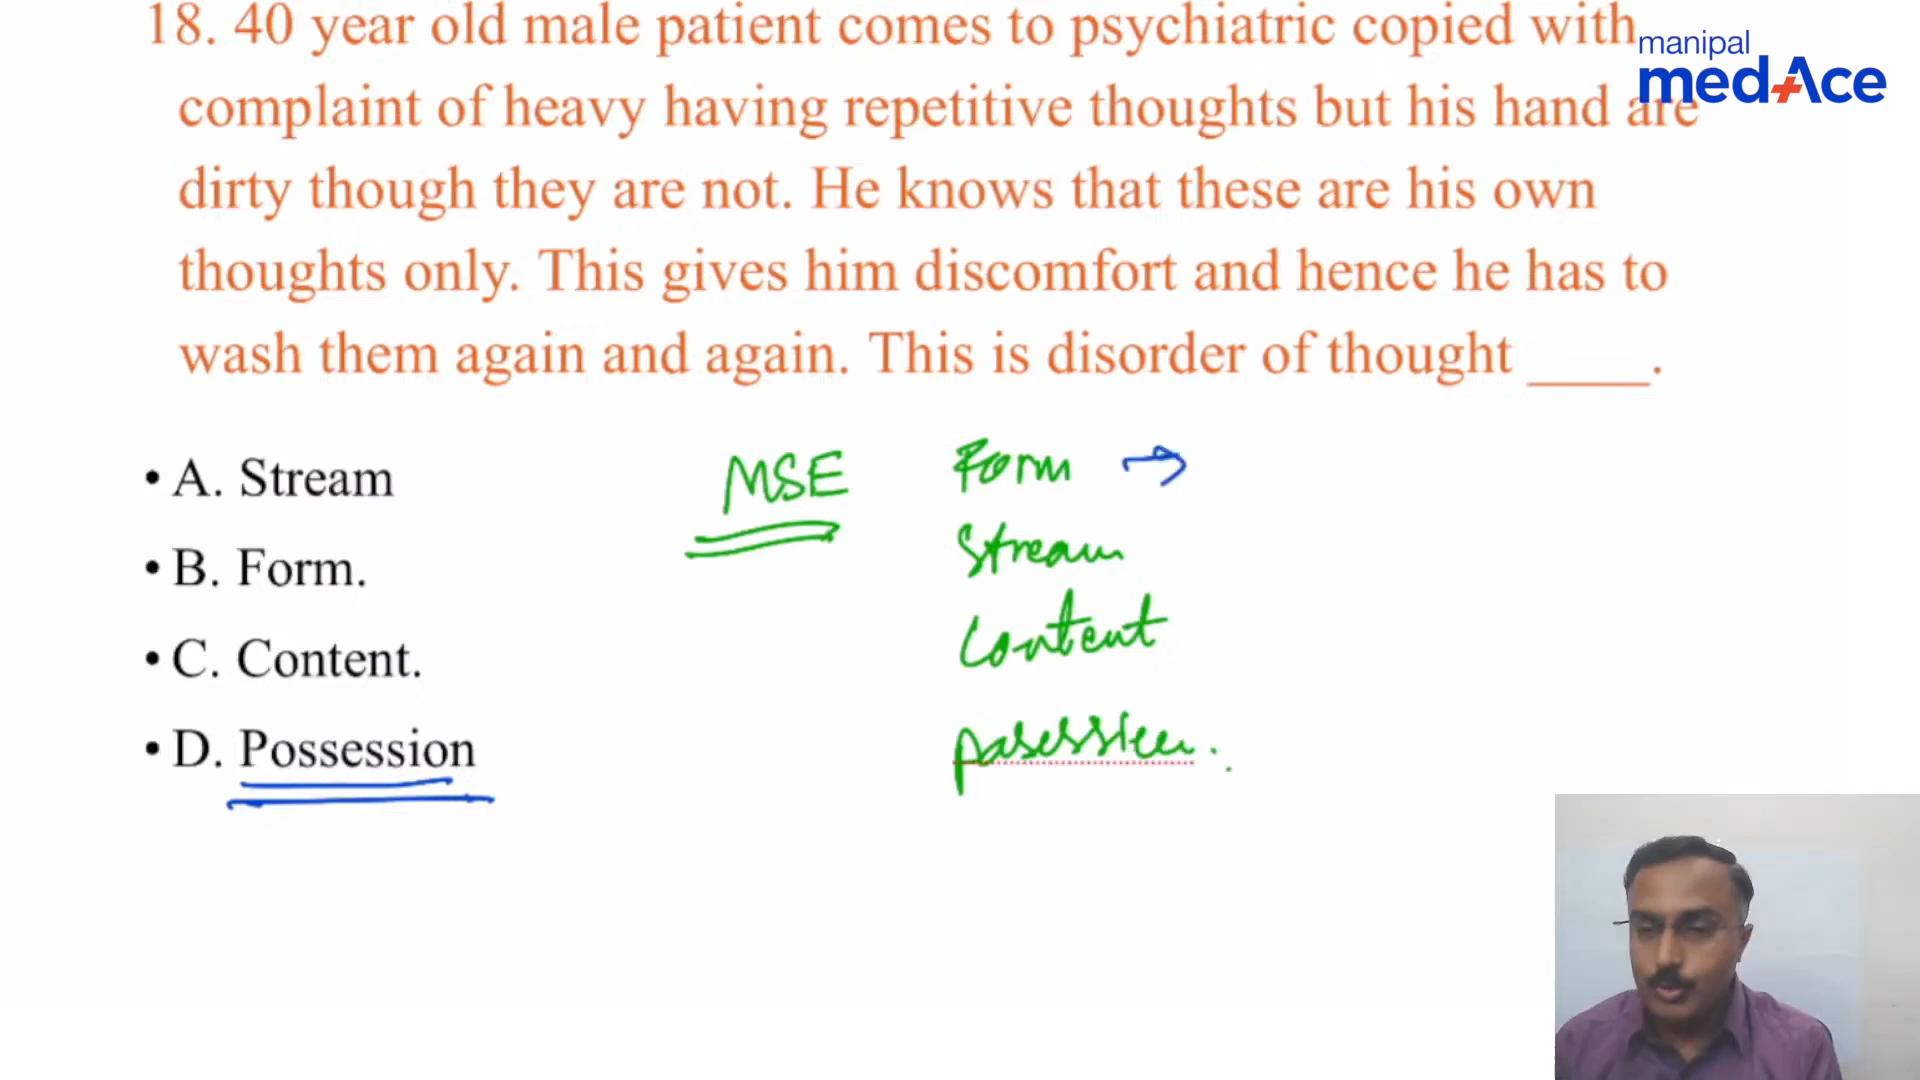 18. 40 year old male patient comes to psychiatric copied with
manipal
medAce
complaint of heavy having repetitive thoughts but his hand are
dirty though they are not. He knows that these are his own
thoughts only. This gives him discomfort and hence he has to
wash them again and again. This is disorder of thought _____.
• A. Stream
• B. Form.
• C. Content.
• D. Possession
MSE
Form →
Stream
Content
possession.